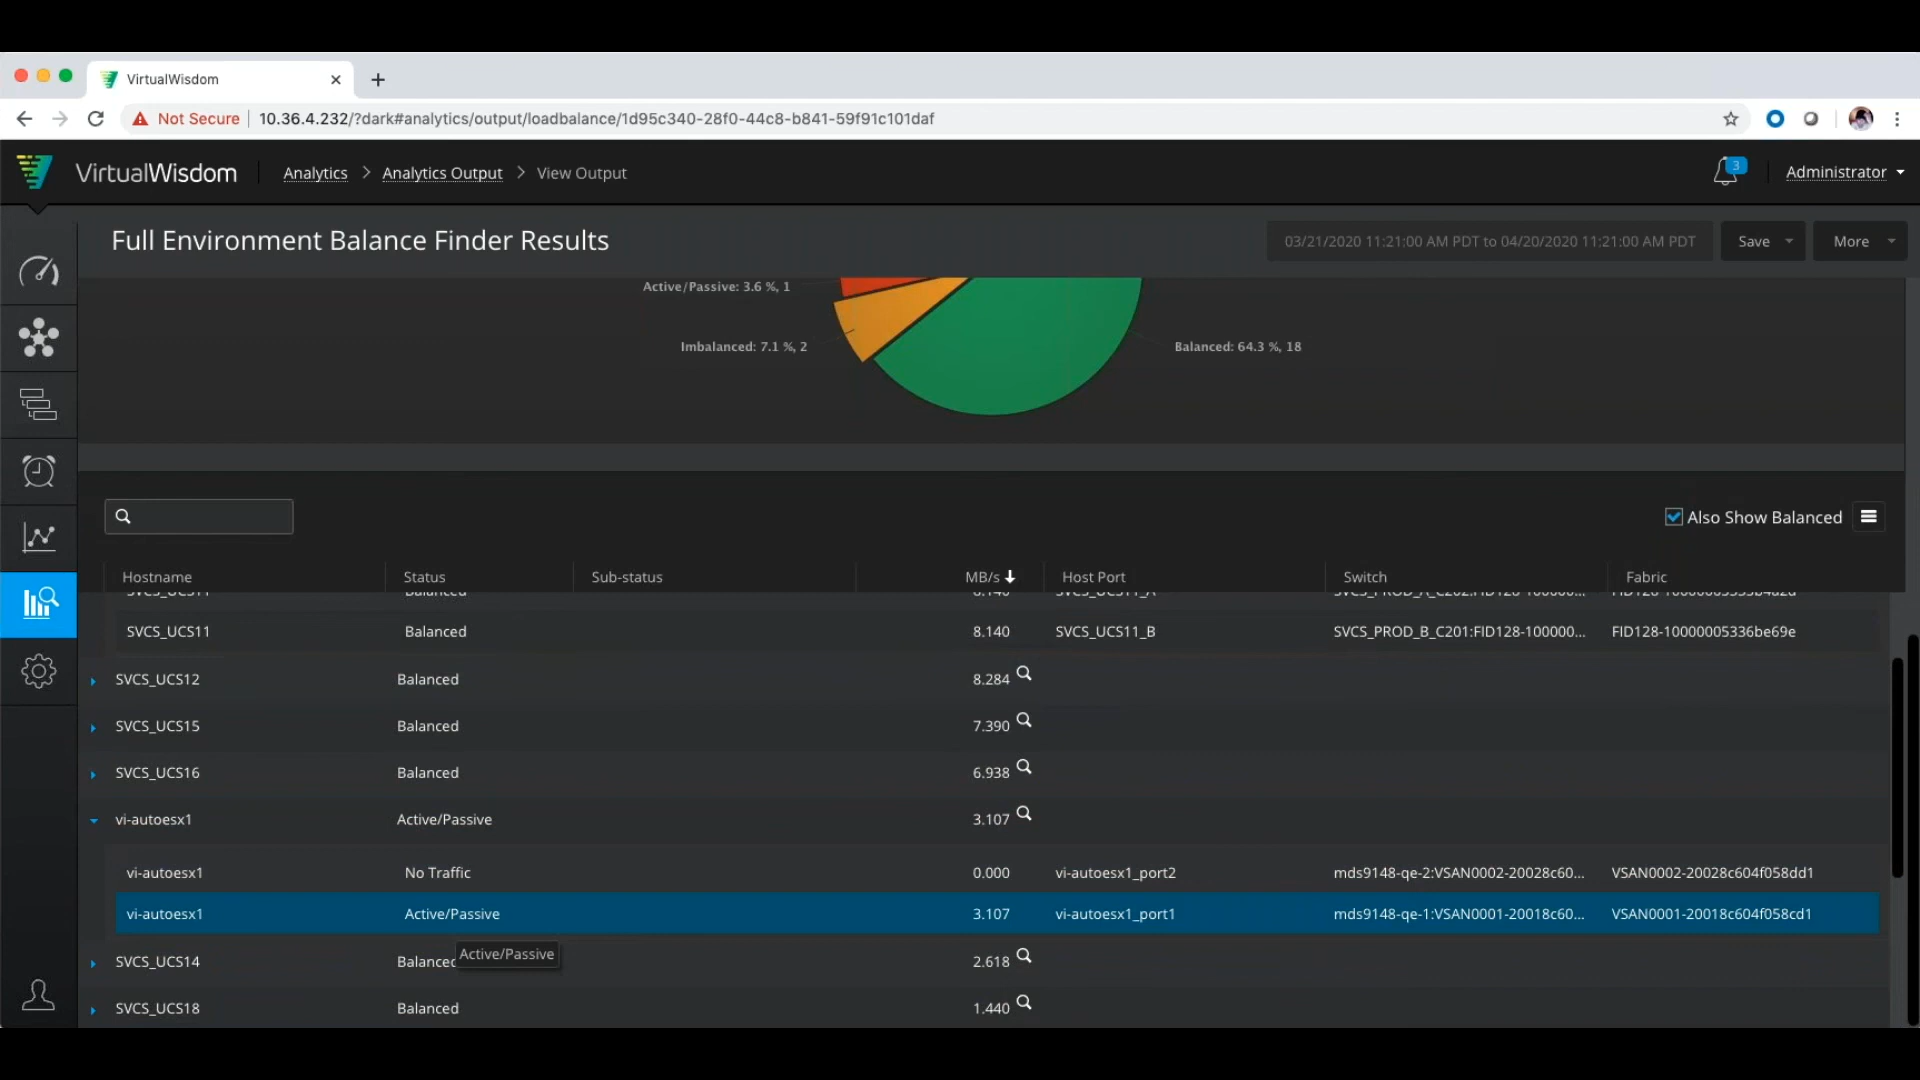 VirtualWisdom
Not Secure 10.36.4.232/?dark#analytics/output/loadbalance/1d95c340-28f0-44c8-b841-59f91c101daf
VirtualWisdom Analytics > Analytics Output > View Output 3 Administrator
Full Environment Balance Finder Results 03/21/2020 11:21:00 AM PDT to 04/20/2020 11:21:00 AM PDT Save More
Active/Passive: 3.6 %, 1
Imbalanced: 7.1 %, 2 Balanced: 64.3 %, 18
Also Show Balanced
Hostname Status Sub-status MB/s Host Port Switch Fabric
SVCS_UCS11 Balanced 8.140 SVCS_UCS11_B SVCS_PROD_B_C201:FID128-100000... FID128-10000005336be69e
SVCS_UCS12 Balanced 8.284
SVCS_UCS15 Balanced 7.390
SVCS_UCS16 Balanced 6.938
vi-autoesx1 Active/Passive 3.107
vi-autoesx1 No Traffic 0.000 vi-autoesx1_port2 mds9148-qe-2:VSAN0002-20028c60... VSAN0002-20028c604f058dd1
vi-autoesx1 Active/Passive 3.107 vi-autoesx1_port1 mds9148-qe-1:VSAN0001-20018c60... VSAN0001-20018c604f058cd1
Active/Passive
SVCS_UCS14 Balanced 2.618
SVCS_UCS18 Balanced 1.440